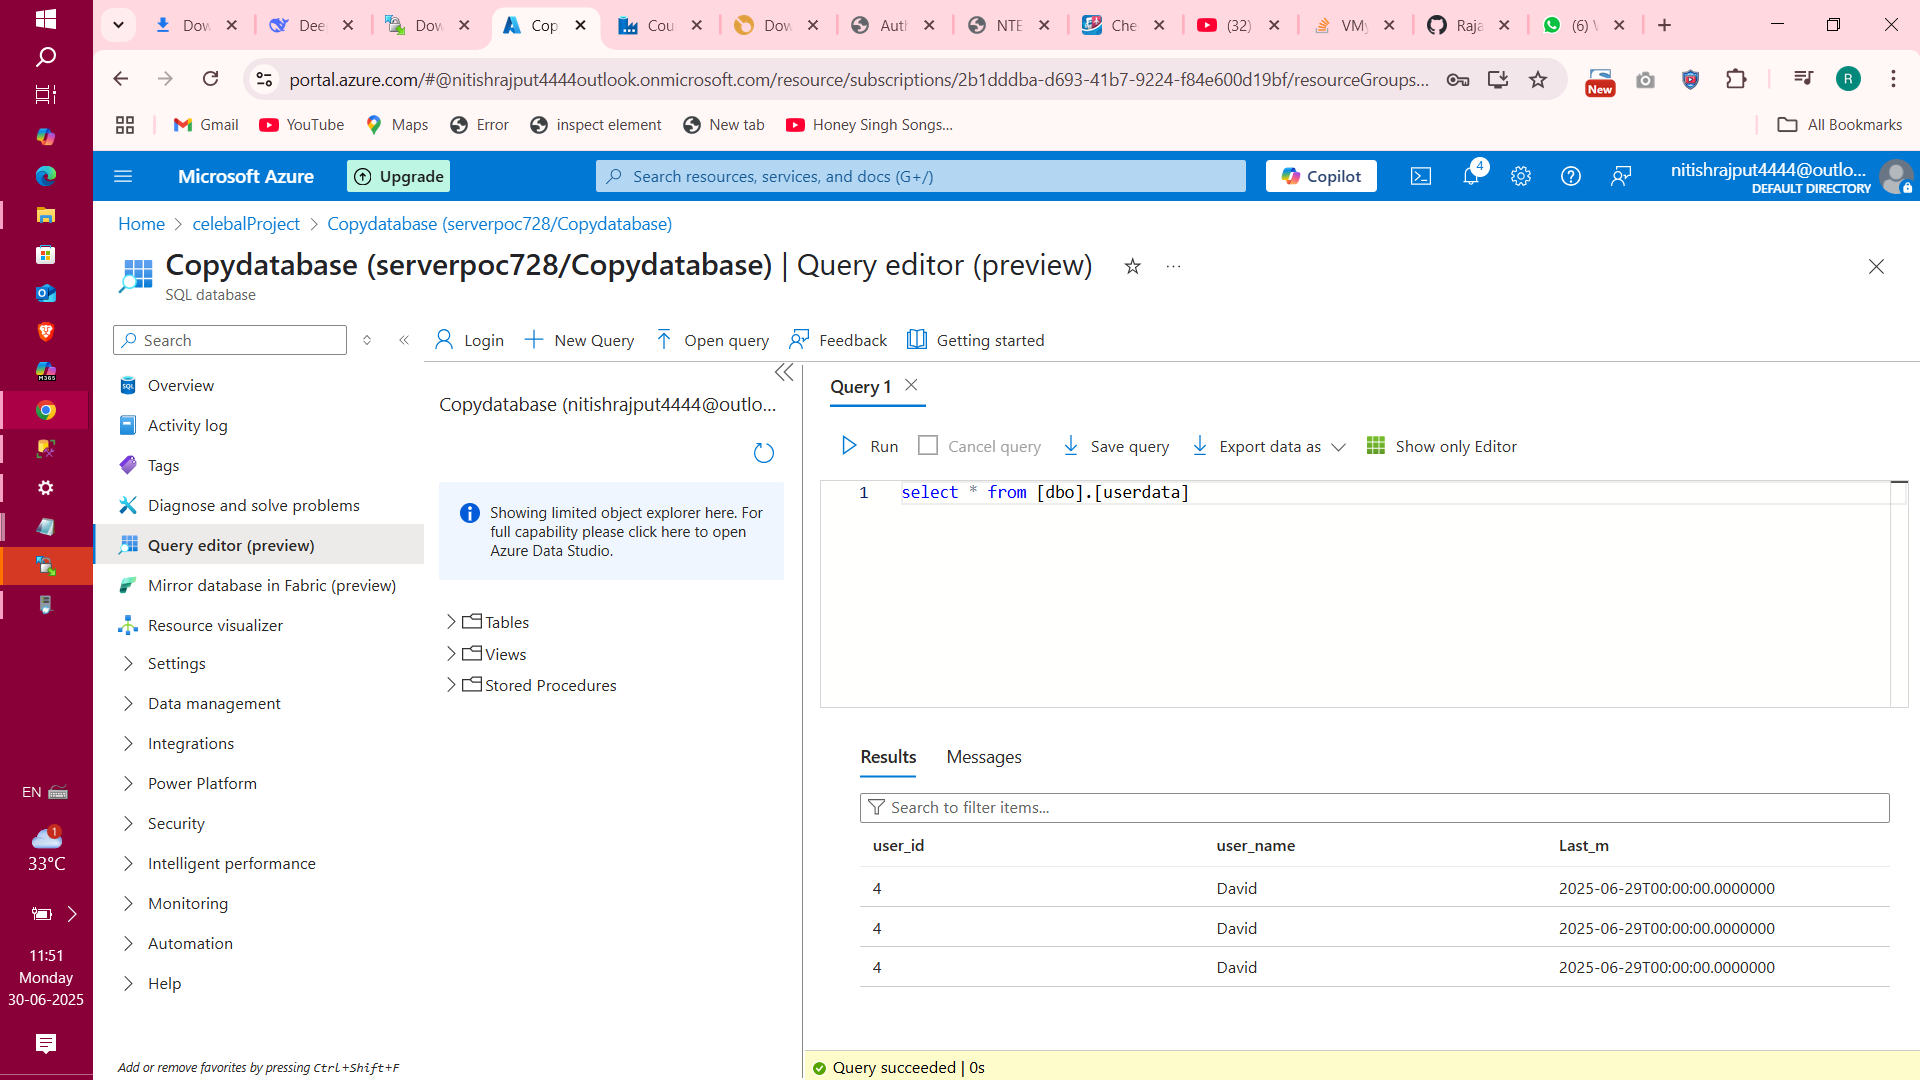 Dow
Dee
Dow
Cop
Cou
Dow
Auth
NTE
Che
(32)
VMy
Raja
(6) W
portal.azure.com/#@nitishrajput4444outlook.onmicrosoft.com/resource/subscriptions/2b1dddba-d693-41b7-9224-f84e600d19bf/resourceGroups...
New
R
Gmail
YouTube
Maps
Error
inspect element
New tab
Honey Singh Songs...
All Bookmarks
Microsoft Azure
Upgrade
Search resources, services, and docs (G+/)
Copilot
4
nitishrajput4444@outlo...
DEFAULT DIRECTORY
Home > celebalProject > Copydatabase (serverpoc728/Copydatabase)
Copydatabase (serverpoc728/Copydatabase) | Query editor (preview)
SQL database
Search
Login
New Query
Open query
Feedback
Getting started
Overview
Activity log
Tags
Diagnose and solve problems
Query editor (preview)
Mirror database in Fabric (preview)
Resource visualizer
Settings
Data management
Integrations
Power Platform
Security
Intelligent performance
Monitoring
Automation
Help
Add or remove favorites by pressing Ctrl+Shift+F
Copydatabase (nitishrajput4444@outlo...
Showing limited object explorer here. For
full capability please click here to open
Azure Data Studio.
Tables
Views
Stored Procedures
Query 1
Run
Cancel query
Save query
Export data as
Show only Editor
1 select * from [dbo].[userdata]
Results
Messages
Search to filter items...
user_id user_name Last_m
4 David 2025-06-29T00:00:00.0000000
4 David 2025-06-29T00:00:00.0000000
4 David 2025-06-29T00:00:00.0000000
Query succeeded | 0s
M365
EN
1
33°C
11:51
Monday
30-06-2025